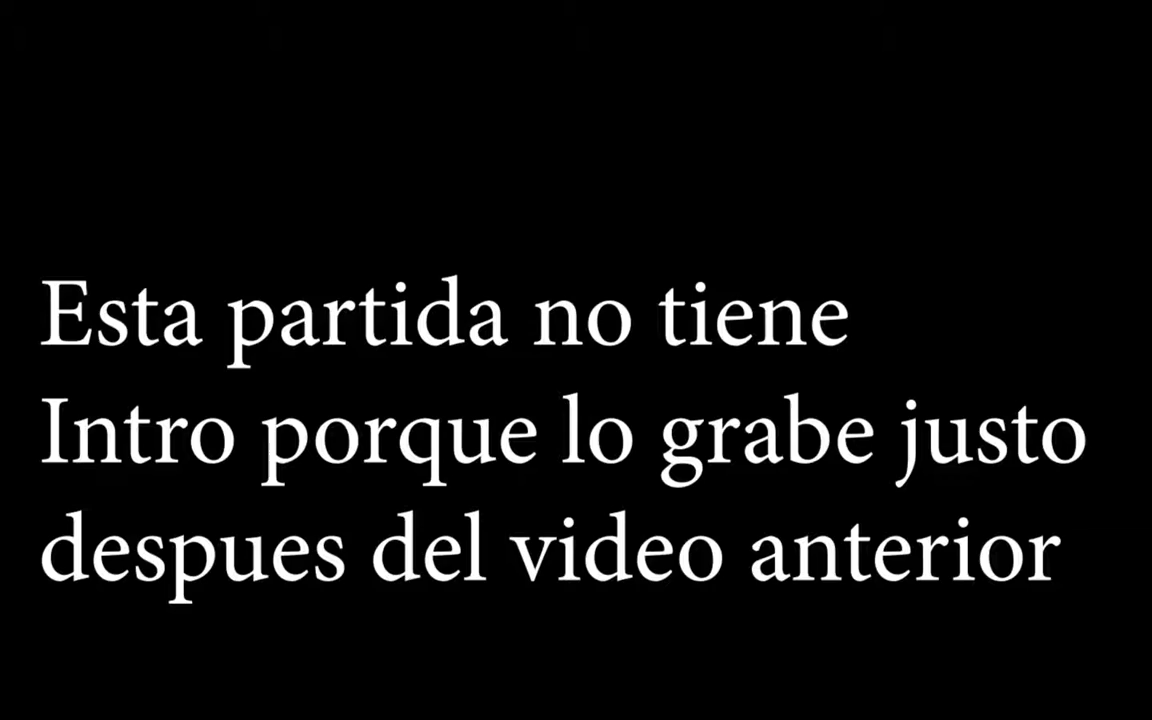 Esta partida no tiene
Intro porque lo grabe justo
despues del video anterior